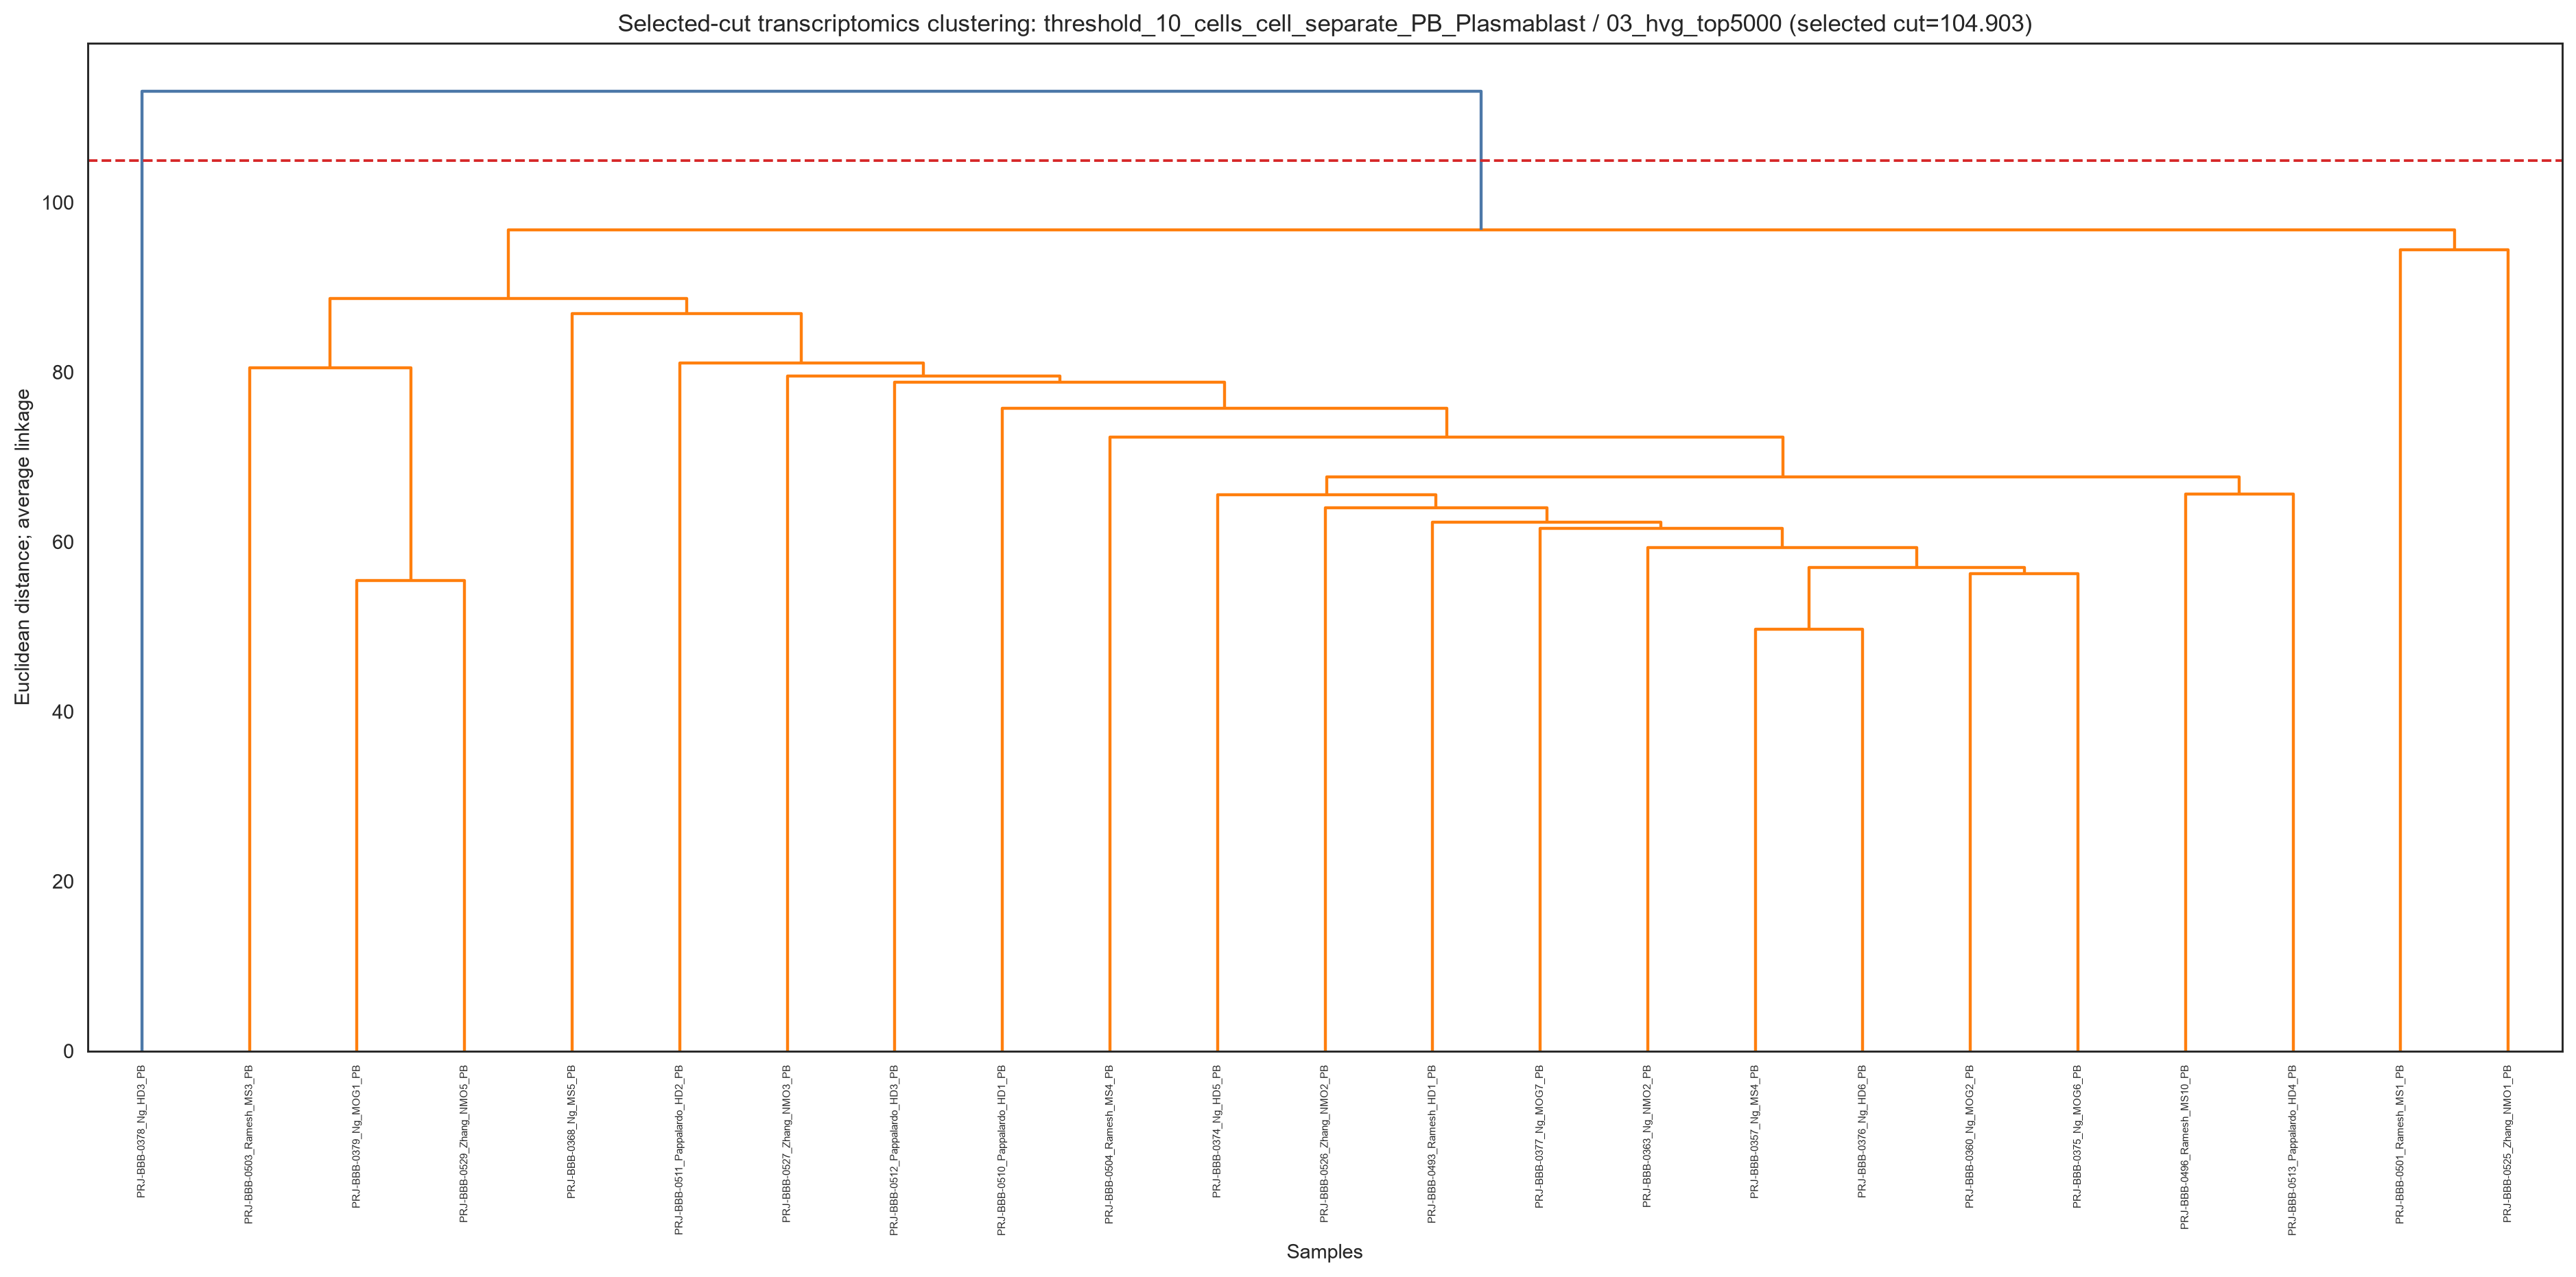 Selected-cut transcriptomics clustering: threshold_10_cells_cell_separate_PB_Plasmablast / 03_hvg_top5000 (selected cut=104.903)
Euclidean distance; average linkage
100
80
60
40
20
0
PRJ-BBB-0378_Ng_HD3_PB
PRJ-BBB-0503_Ramesh_MS3_PB
PRJ-BBB-0379_Ng_MOG1_PB
PRJ-BBB-0529_Zhang_NMO5_PB
PRJ-BBB-0368_Ng_MS5_PB
PRJ-BBB-0511_Pappalardo_HD2_PB
PRJ-BBB-0527_Zhang_NMO3_PB
PRJ-BBB-0512_Pappalardo_HD3_PB
PRJ-BBB-0510_Pappalardo_HD1_PB
PRJ-BBB-0504_Ramesh_MS4_PB
PRJ-BBB-0374_Ng_HD5_PB
PRJ-BBB-0526_Zhang_NMO2_PB
PRJ-BBB-0493_Ramesh_HD1_PB
PRJ-BBB-0377_Ng_MOG7_PB
PRJ-BBB-0363_Ng_NMO2_PB
PRJ-BBB-0357_Ng_MS4_PB
PRJ-BBB-0376_Ng_HD6_PB
PRJ-BBB-0360_Ng_MOG2_PB
PRJ-BBB-0375_Ng_MOG6_PB
PRJ-BBB-0496_Ramesh_MS10_PB
PRJ-BBB-0513_Pappalardo_HD4_PB
PRJ-BBB-0501_Ramesh_MS1_PB
PRJ-BBB-0525_Zhang_NMO1_PB
Samples